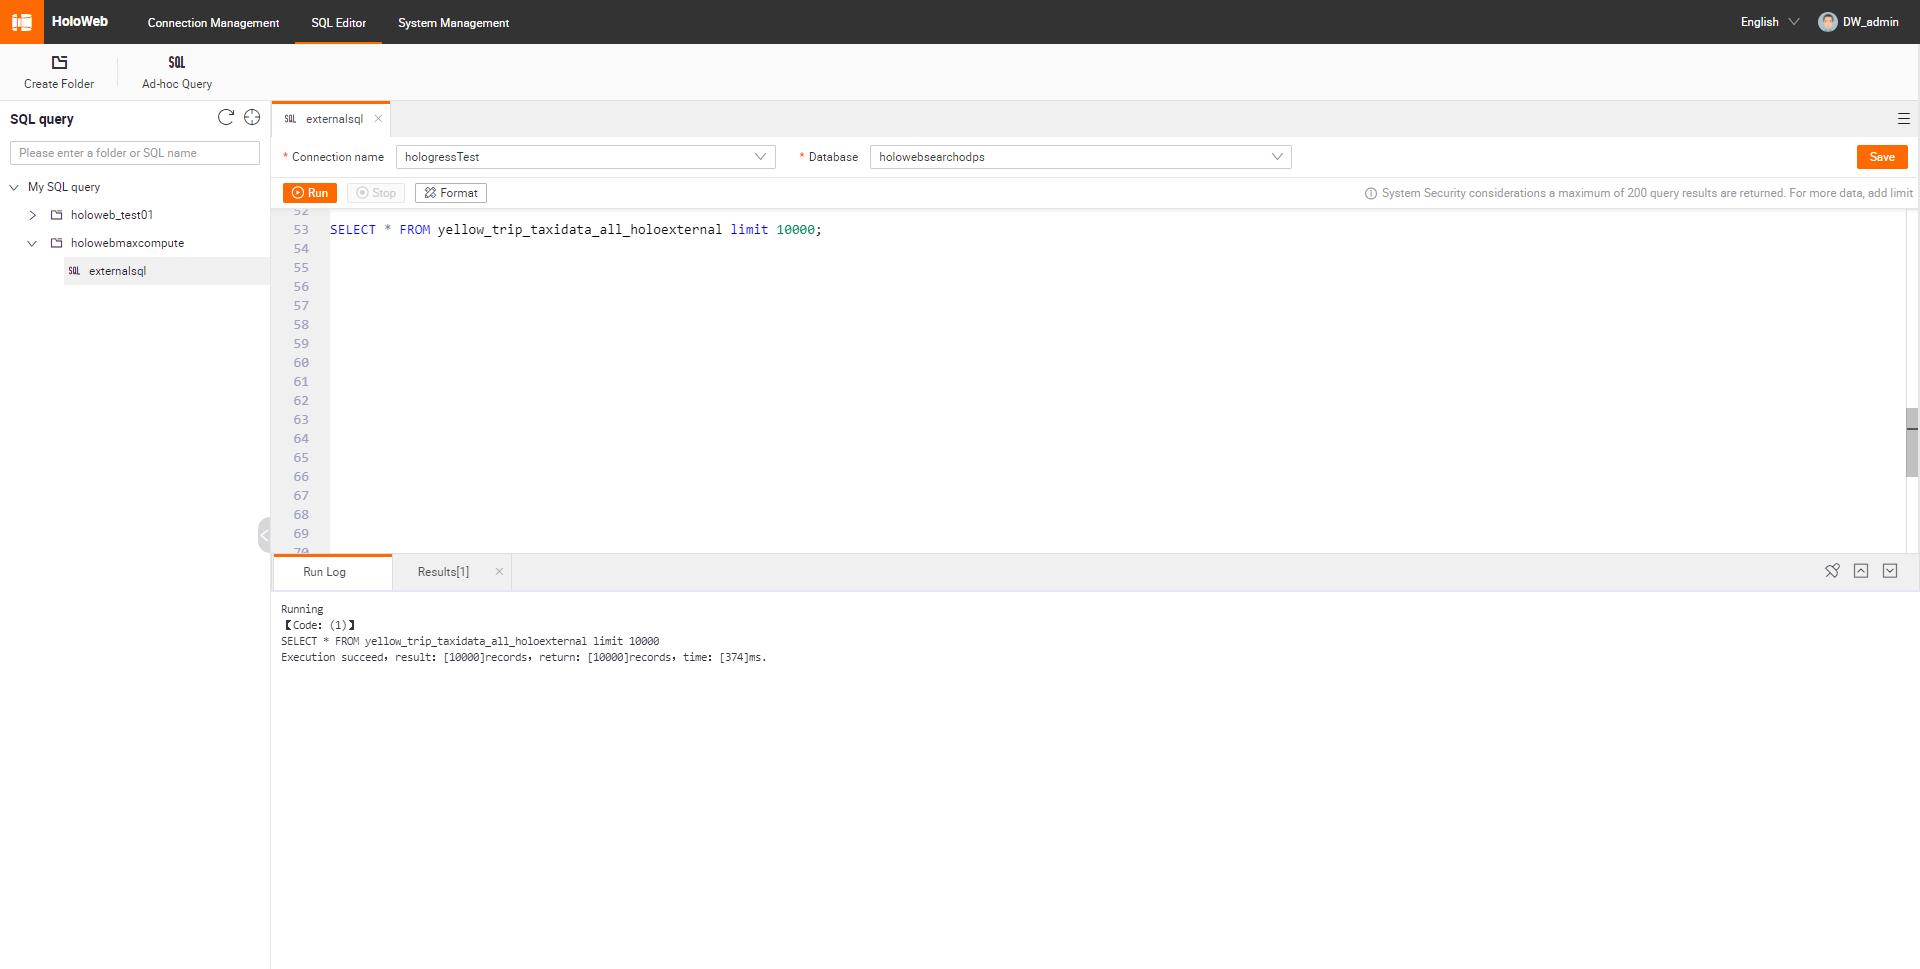 HoloWeb
Connection Management
SQL Editor
System Management
English
DW_admin
Create Folder
SQL
Ad-hoc Query
SQL query
Please enter a folder or SQL name
My SQL query
holoweb_test01
holowebmaxcompute
SQL externalsql
SQL externalsql
* Connection name hologressTest * Database holowebsearchodps Save
Run Stop Format System Security considerations a maximum of 200 query results are returned. For more data, add limit
52
53 SELECT * FROM yellow_trip_taxidata_all_holoexternal limit 10000;
54
55
56
57
58
59
60
61
62
63
64
65
66
67
68
69
70
Run Log Results[1]
Running
【Code: (1)】
SELECT * FROM yellow_trip_taxidata_all_holoexternal limit 10000
Execution succeed，result: [10000]records，return: [10000]records，time: [374]ms.